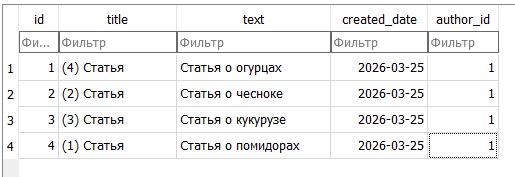 id title text created_date author_id
Фи... Фильтр Фильтр Фильтр Фильтр
1 1 (4) Статья Статья о огурцах 2026-03-25 1
2 2 (2) Статья Статья о чесноке 2026-03-25 1
3 3 (3) Статья Статья о кукурузе 2026-03-25 1
4 4 (1) Статья Статья о помидорах 2026-03-25 1